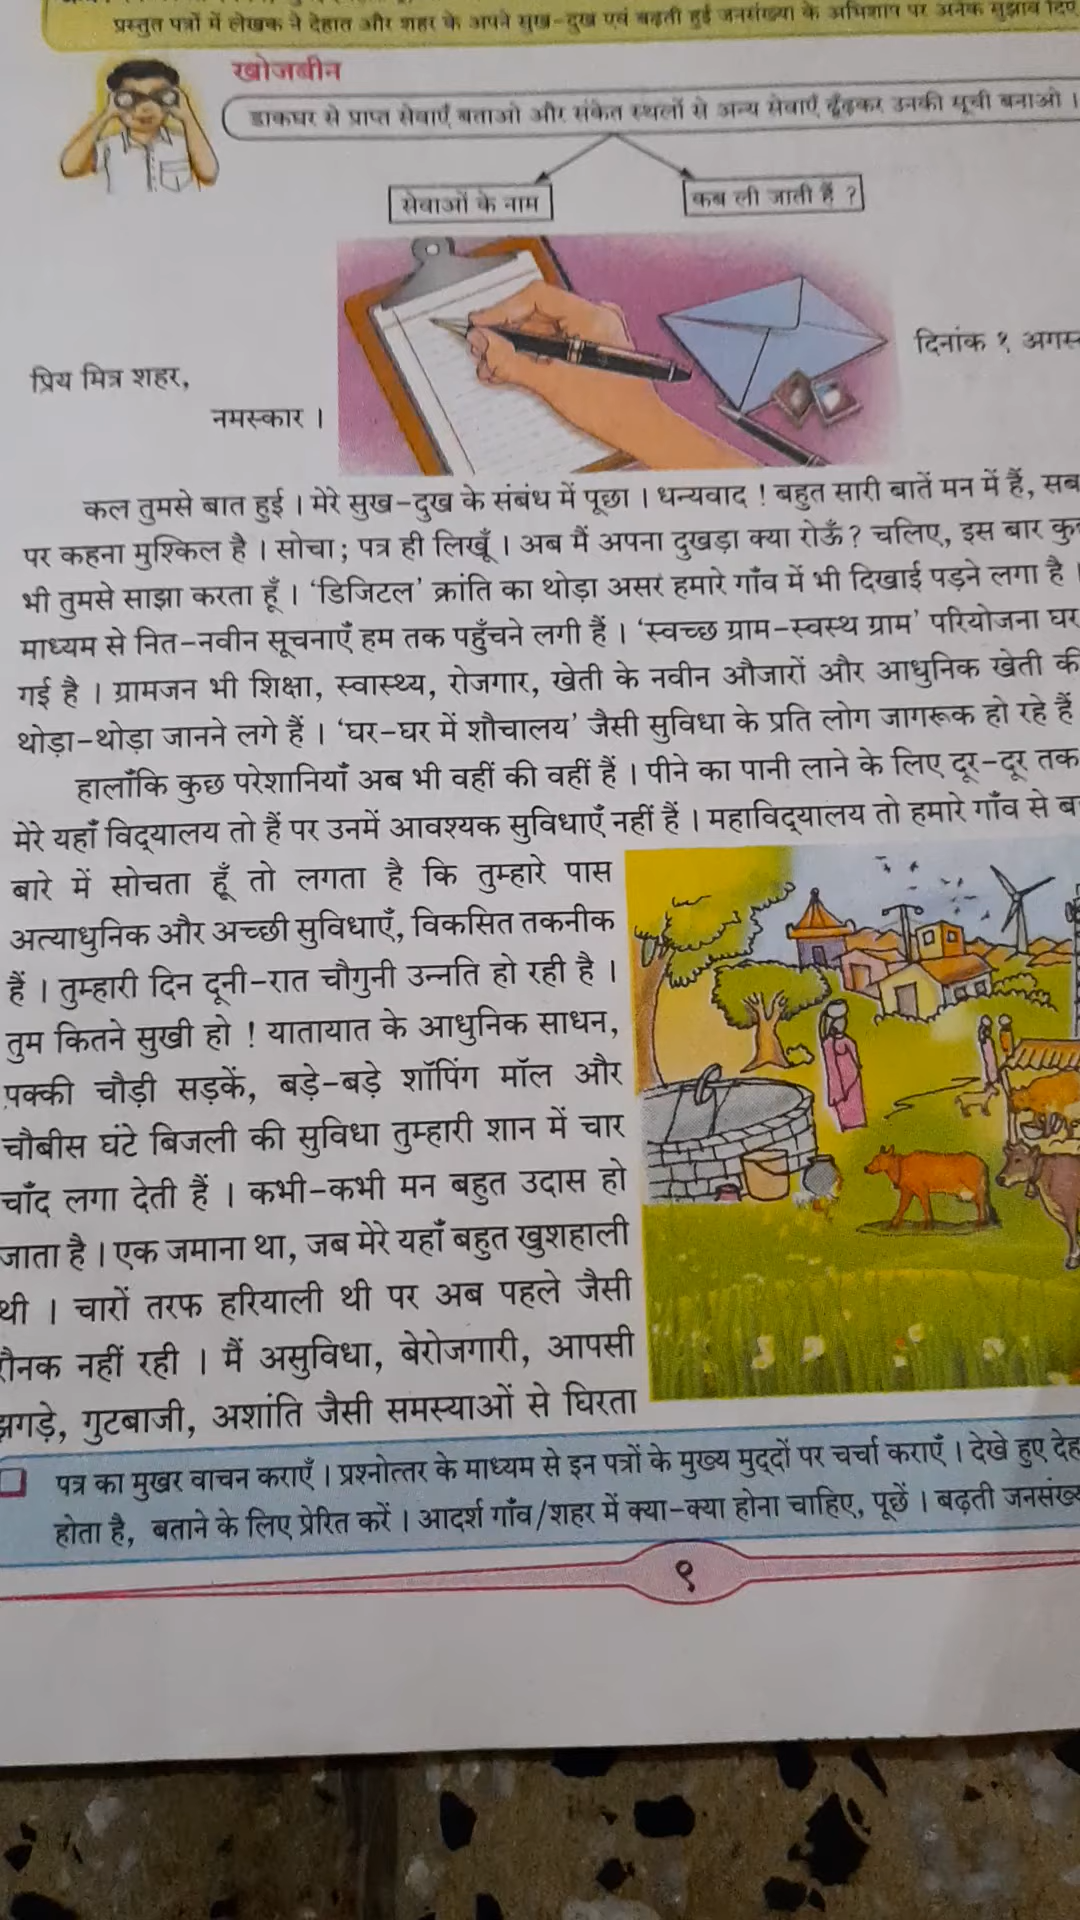 प्रस्तुत पत्रों में लेखक ने देहात और शहर के अपने सुख-दुख एवं बढ़ती हुई जनसंख्या के अभिशाप पर अनेक सुझाव दिए
खोजबीन
डाकघर से प्राप्त सेवाएँ बताओ और संकेत स्थलों से अन्य सेवाएँ ढूँढ़कर उनकी सूची बनाओ ।
सेवाओं के नाम
कब ली जाती हैं ?
दिनांक १ अगस्
प्रिय मित्र शहर,
नमस्कार ।
कल तुमसे बात हुई । मेरे सुख-दुख के संबंध में पूछा । धन्यवाद ! बहुत सारी बातें मन में हैं, सब
पर कहना मुश्किल है । सोचा; पत्र ही लिखूँ । अब मैं अपना दुखड़ा क्या रोऊँ? चलिए, इस बार
भी तुमसे साझा करता हूँ । ‘डिजिटल’ क्रांति का थोड़ा असर हमारे गाँव में भी दिखाई पड़ने लगा है ।
माध्यम से नित-नवीन सूचनाएँ हम तक पहुँचने लगी हैं । ‘स्वच्छ ग्राम-स्वस्थ ग्राम’ परियोजना घर
गई है । ग्रामजन भी शिक्षा, स्वास्थ्य, रोजगार, खेती के नवीन औजारों और आधुनिक खेती की
थोड़ा-थोड़ा जानने लगे हैं । ‘घर-घर में शौचालय’ जैसी सुविधा के प्रति लोग जागरूक हो रहे हैं
हालाँकि कुछ परेशानियाँ अब भी वहीं की वहीं हैं । पीने का पानी लाने के लिए दूर-दूर तक
मेरे यहाँ विद्‌यालय तो हैं पर उनमें आवश्यक सुविधाएँ नहीं हैं । महाविद्‌यालय तो हमारे गाँव से
बारे में सोचता हूँ तो लगता है कि तुम्हारे पास
अत्याधुनिक और अच्छी सुविधाएँ, विकसित तकनीक
हैं । तुम्हारी दिन दूनी-रात चौगुनी उन्नति हो रही है ।
तुम कितने सुखी हो ! यातायात के आधुनिक साधन,
पक्की चौड़ी सड़कें, बड़े-बड़े शॉपिंग मॉल और
चौबीस घंटे बिजली की सुविधा तुम्हारी शान में चार
चाँद लगा देती हैं । कभी-कभी मन बहुत उदास हो
जाता है । एक जमाना था, जब मेरे यहाँ बहुत खुशहाली
थी । चारों तरफ हरियाली थी पर अब पहले जैसी
रौनक नहीं रही । मैं असुविधा, बेरोजगारी, आपसी
झगड़े, गुटबाजी, अशांति जैसी समस्याओं से घिरता
पत्र का मुखर वाचन कराएँ । प्रश्नोत्तर के माध्यम से इन पत्रों के मुख्य मुद्‌दों पर चर्चा कराएँ । देखे हुए देह
होता है, बताने के लिए प्रेरित करें । आदर्श गाँव/शहर में क्या-क्या होना चाहिए, पूछें । बढ़ती जनसंख्
९